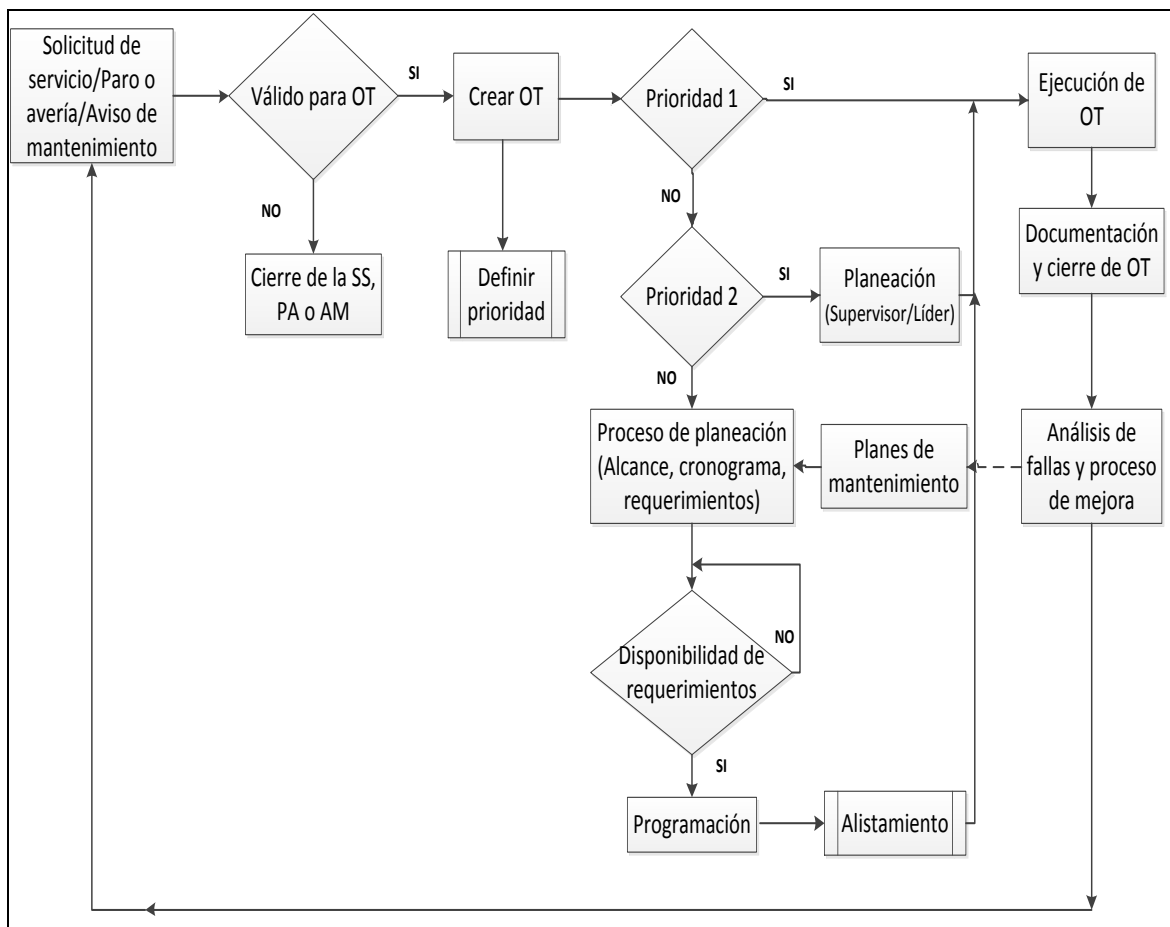 Solicitud de
servicio/Paro o
avería/Aviso de
mantenimiento
Válido para OT
SI
Crear OT
Prioridad 1
SI
Ejecución de
OT
NO
NO
Cierre de la SS,
PA o AM
Definir
prioridad
Prioridad 2
SI
Planeación
(Supervisor/Líder)
Documentación
y cierre de OT
NO
Proceso de planeación
(Alcance, cronograma,
requerimientos)
Planes de
mantenimiento
Análisis de
fallas y proceso
de mejora
Disponibilidad de
requerimientos
NO
SI
Programación
Alistamiento